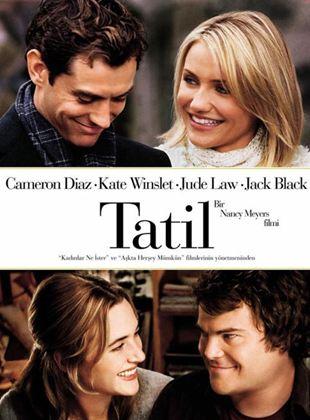 Cameron Diaz • Kate Winslet • Jude Law • Jack Black
Tatil
Bir
Nancy Meyers
filmi
"Kadınlar Ne İster" ve "Aşkta Herşey Mümkün" filmlerinin yönetmeninden